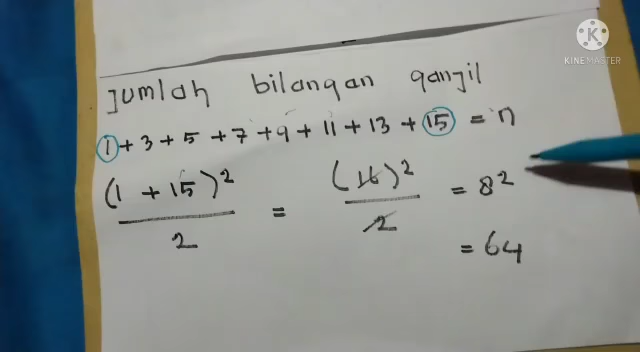 KINEMASTER
Jumlah bilangan ganjil
1 + 3 + 5 + 7 + 9 + 11 + 13 + 15 = n
(1 + 15)² / 2 = (16)² / 2 = 8²
= 64